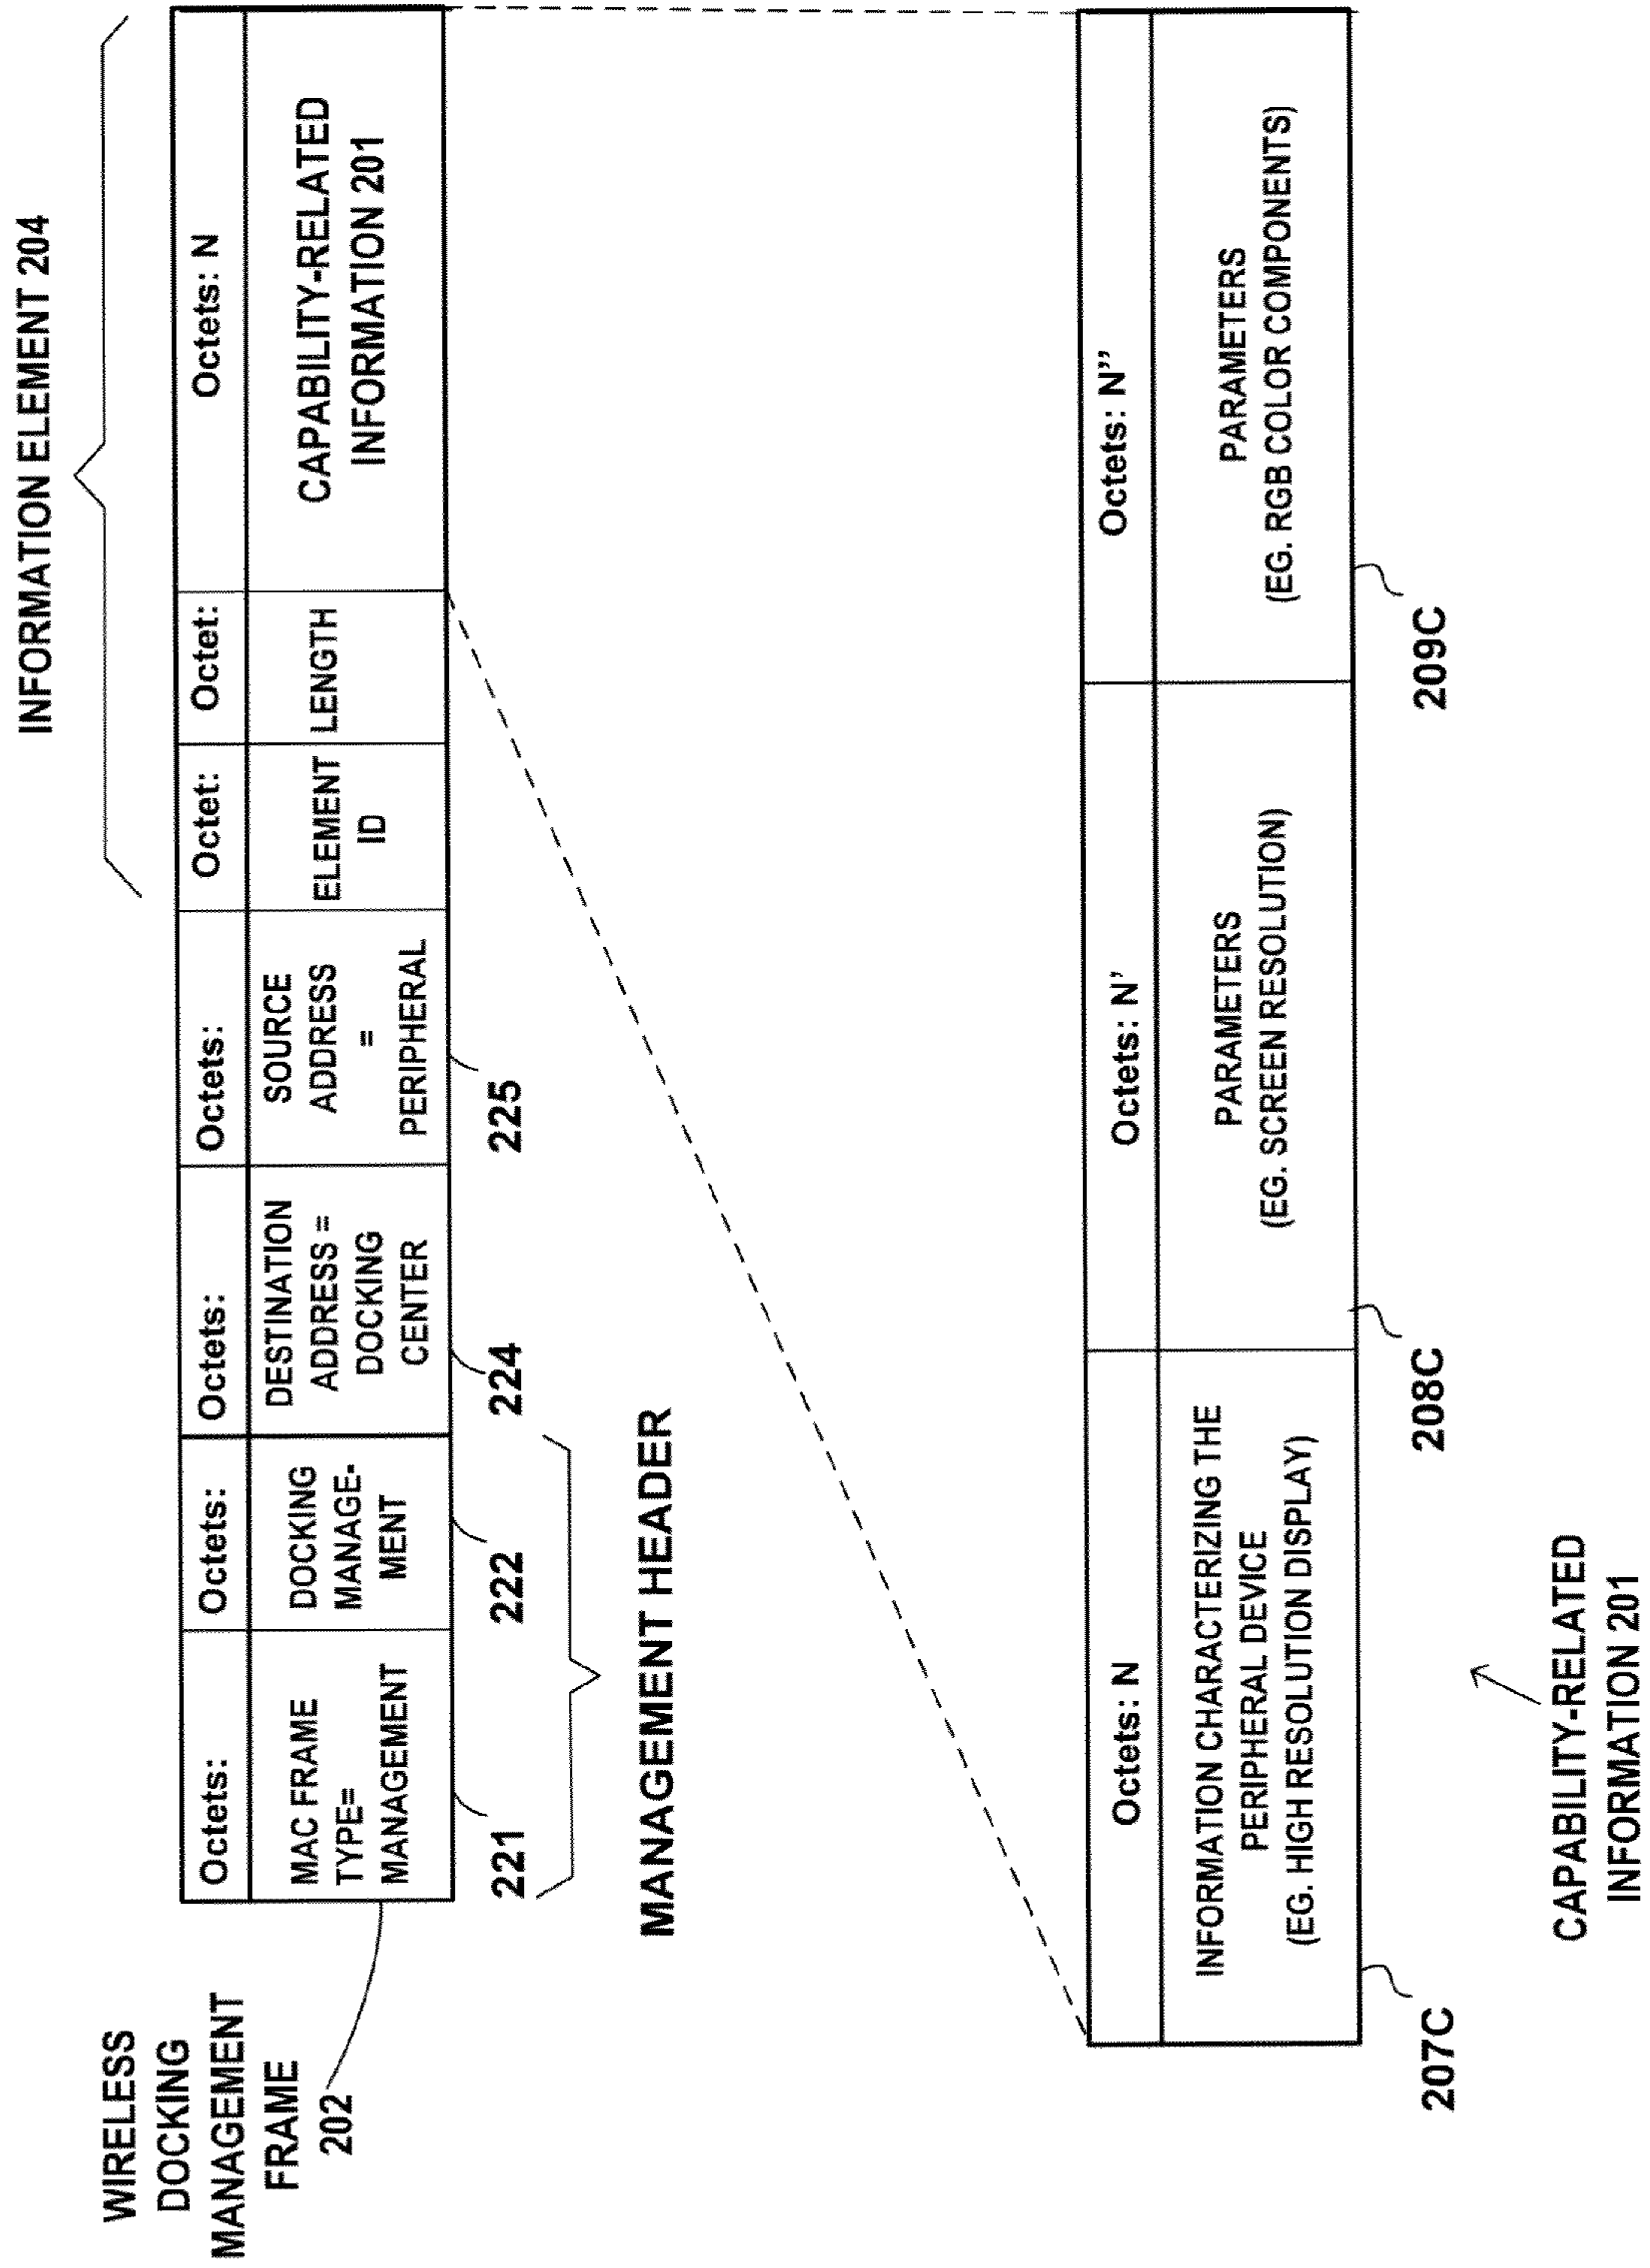 INFORMATION ELEMENT 204
WIRELESS
DOCKING
MANAGEMENT
FRAME
202
Octets:
Octets:
Octets:
Octets:
Octet:
Octet:
Octets: N
MAC FRAME
TYPE=
MANAGEMENT
DOCKING
MANAGE-
MENT
DESTINATION
ADDRESS =
DOCKING
CENTER
SOURCE
ADDRESS
=
PERIPHERAL
ELEMENT
ID
LENGTH
CAPABILITY-RELATED
INFORMATION 201
221
222
224
225
MANAGEMENT HEADER
Octets: N
Octets: N'
Octets: N"
INFORMATION CHARACTERIZING THE
PERIPHERAL DEVICE
(EG. HIGH RESOLUTION DISPLAY)
PARAMETERS
(EG. SCREEN RESOLUTION)
PARAMETERS
(EG. RGB COLOR COMPONENTS)
207C
208C
209C
CAPABILITY-RELATED
INFORMATION 201